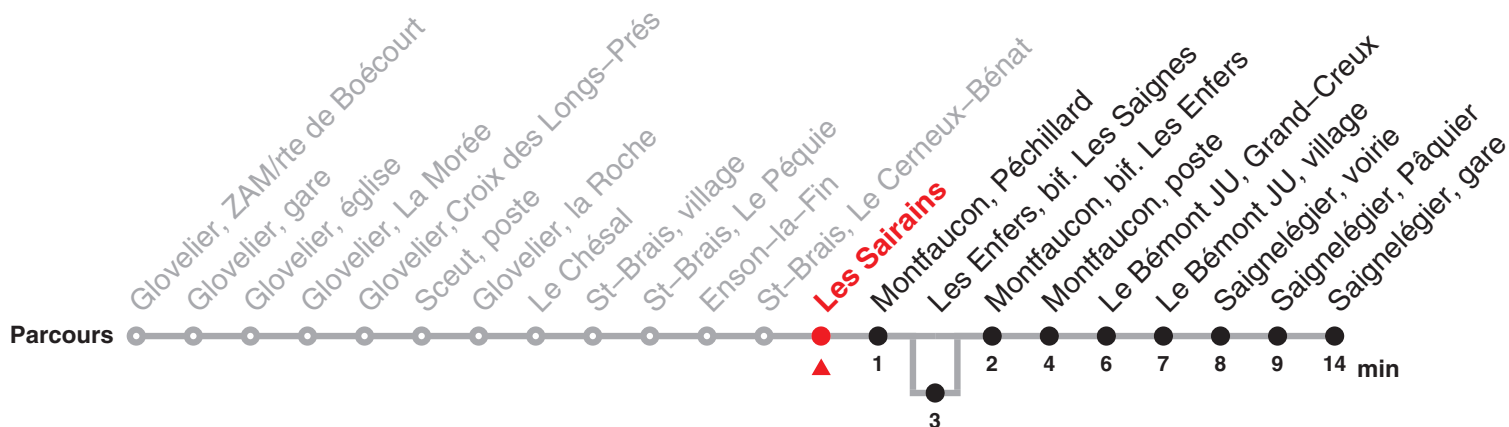 Glovelier, ZAM/rte de Boécourt
Glovelier, gare
Glovelier, église
Glovelier, La Morée
Glovelier, Croix des Longs–Prés
Sceut, poste
Glovelier, la Roche
Le Chésal
St–Brais, village
St–Brais, Le Péquie
Enson–la–Fin
St–Brais, Le Cerneux–Bénat
Les Sairains
Montfaucon, Péchillard
Les Enfers, bif. Les Saignes
Montfaucon, bif. Les Enfers
Montfaucon, poste
Le Bémont JU, Grand–Creux
Le Bémont JU, village
Saignelégier, voirie
Saignelégier, Pâquier
Saignelégier, gare
Parcours
1 2 4 6 7 8 9 14 min
3